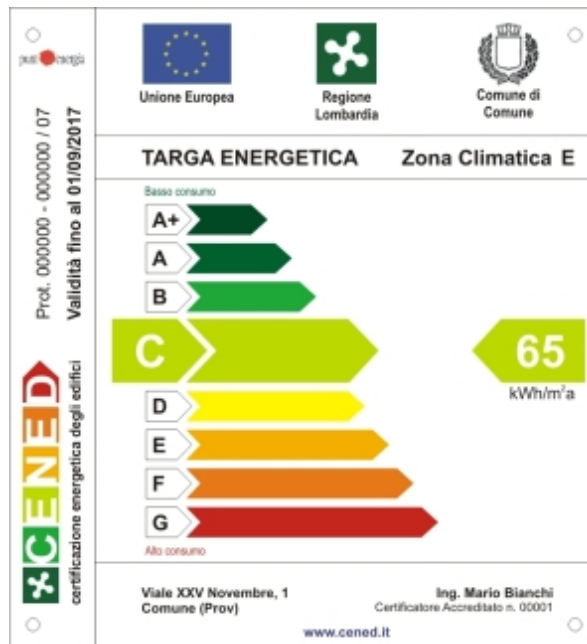 punto energia
Prot. 000000 - 000000 / 07
Validità fino al 01/09/2017
CENED
certificazione energetica degli edifici
Unione Europea
Regione
Lombardia
Comune di
Comune
TARGA ENERGETICA Zona Climatica E
Basso consumo
A+
A
B
C 65
kWh/m²a
D
E
F
G
Alto consumo
Viale XXV Novembre, 1
Comune (Prov)
Ing. Mario Bianchi
Certificatore Accreditato n. 00001
www.cened.it